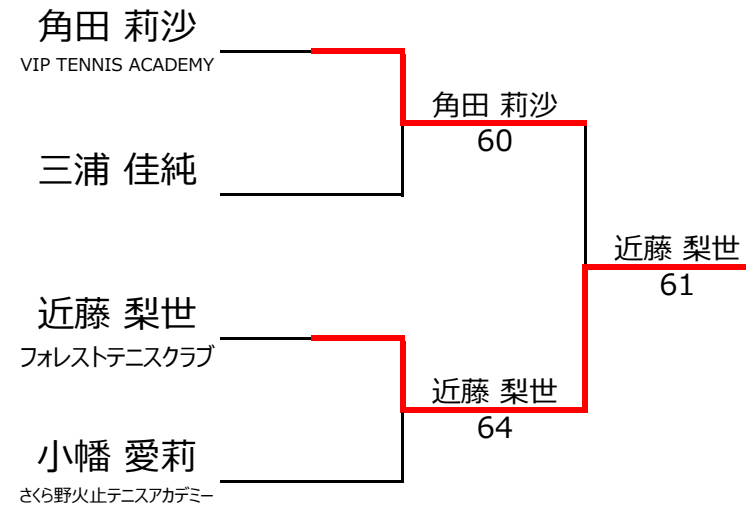 角田 莉沙
VIP TENNIS ACADEMY
角田 莉沙
60
三浦 佳純
近藤 梨世
61
近藤 梨世
フォレストテニスクラブ
近藤 梨世
64
小幡 愛莉
さくら野火止テニスアカデミー